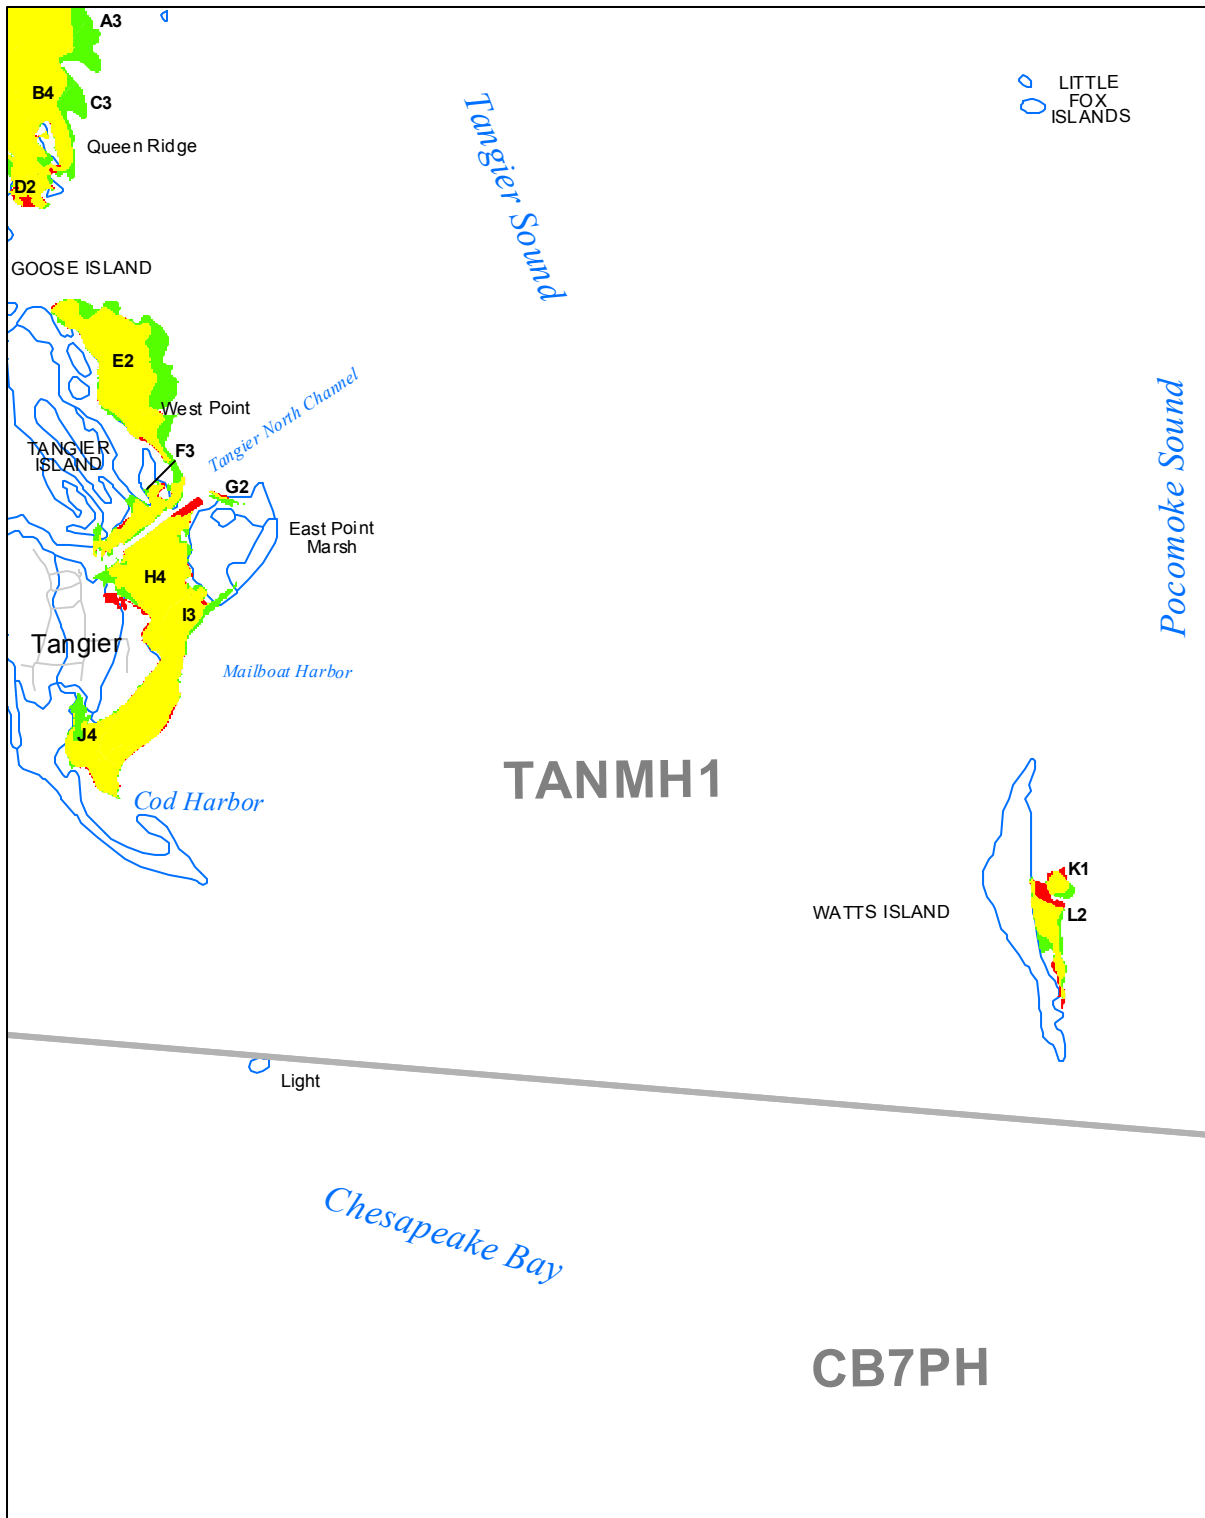 A3
B4
C3
LITTLE
FOX
ISLANDS
Queen Ridge
D2
Tangier Sound
GOOSE ISLAND
E2
West Point
Tangier North Channel
TANGIER
ISLAND
F3
G2
East Point
Marsh
Pocomoke Sound
H4
I3
Tangier
Mailboat Harbor
J4
Cod Harbor
TANMH1
K1
WATTS ISLAND
L2
Light
Chesapeake Bay
CB7PH